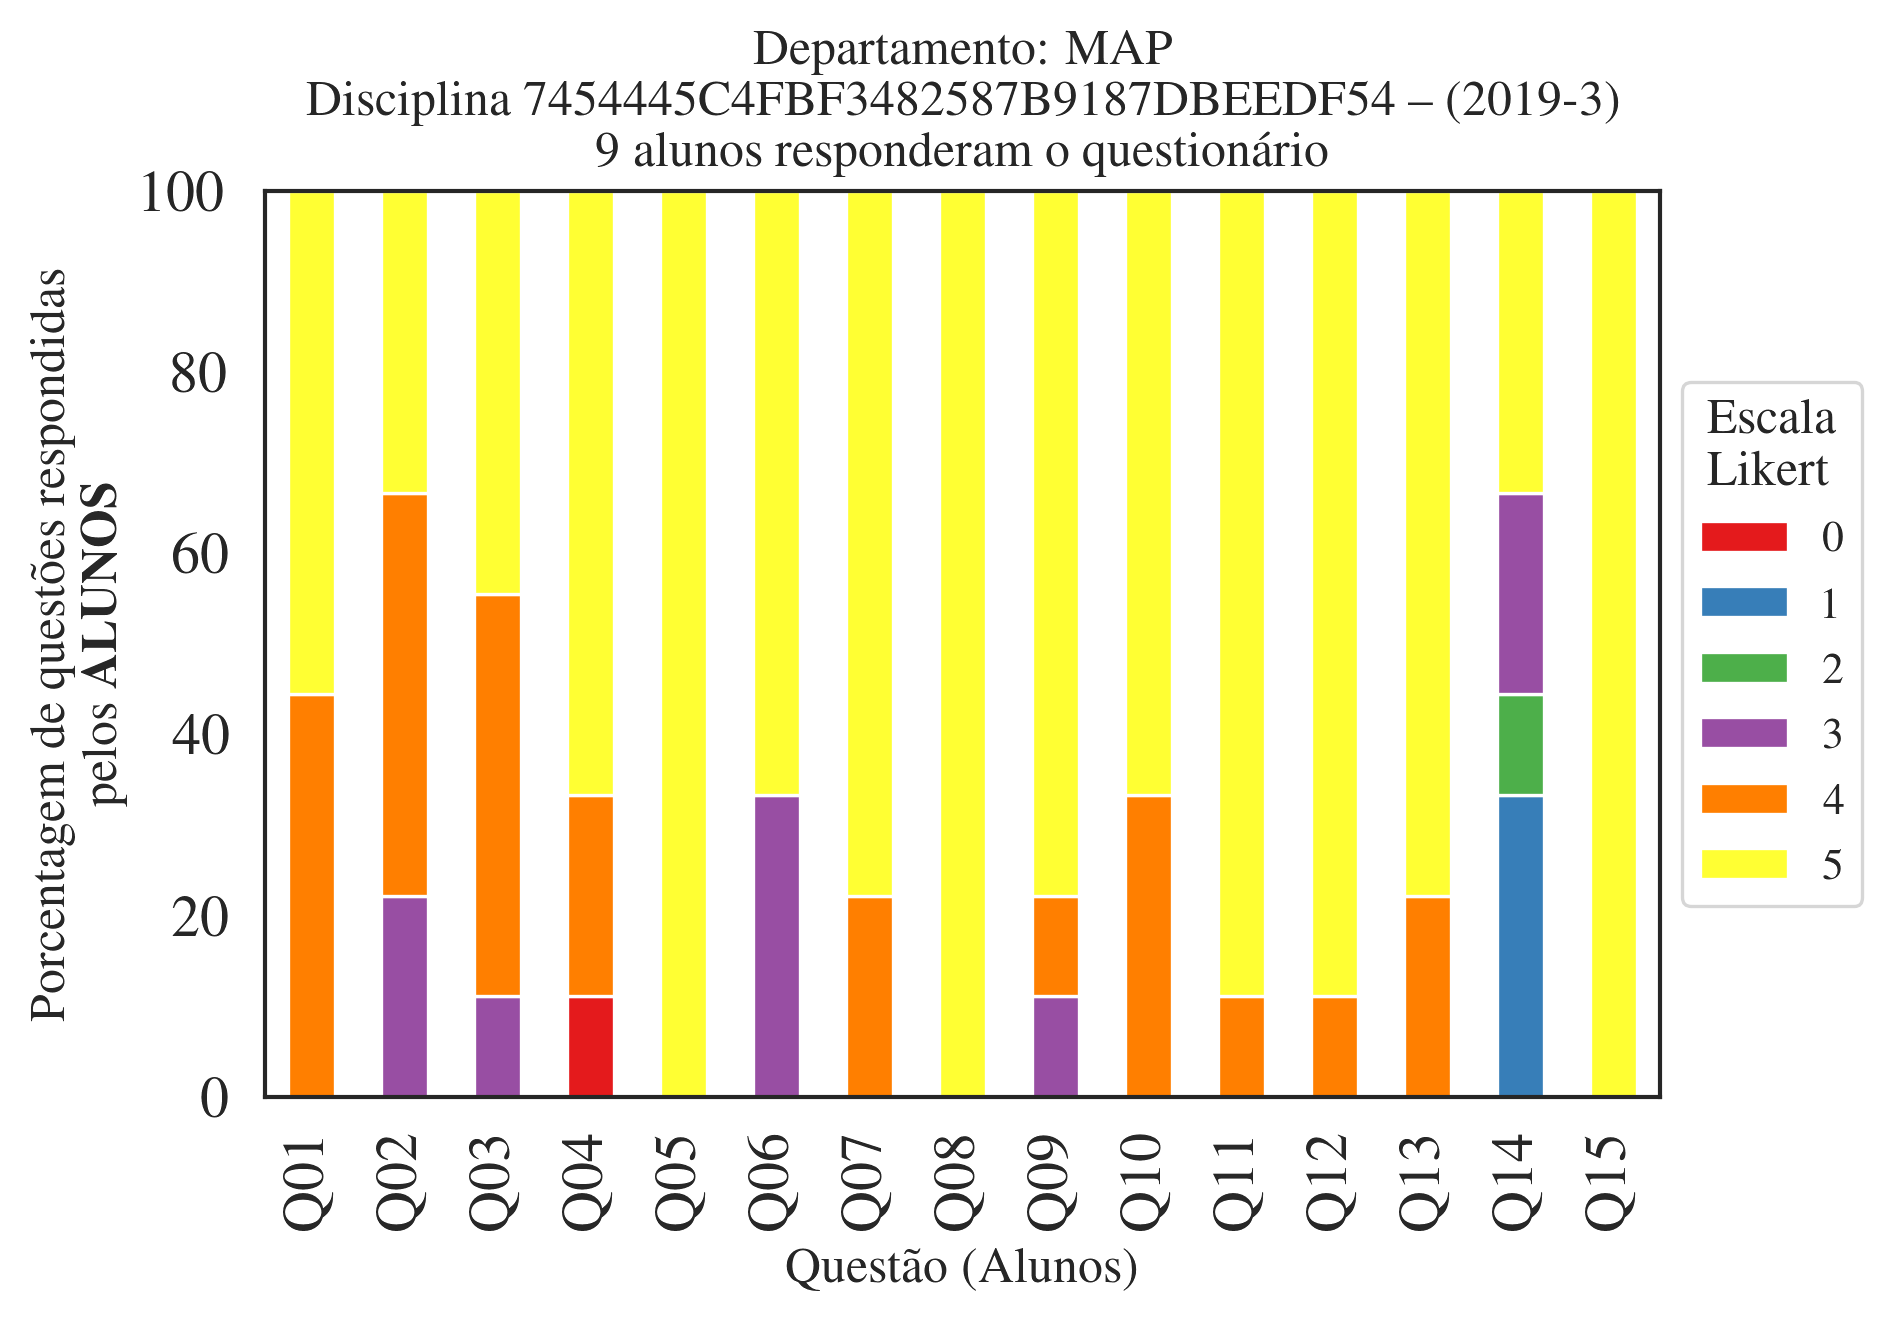 Departamento: MAP
Disciplina 7454445C4FBF3482587B9187DBEEDF54 – (2019-3)
9 alunos responderam o questionário
Porcentagem de questões respondidas
pelos ALUNOS
100
80
60
40
20
0
Q01
Q02
Q03
Q04
Q05
Q06
Q07
Q08
Q09
Q10
Q11
Q12
Q13
Q14
Q15
Questão (Alunos)
Escala
Likert
0
1
2
3
4
5